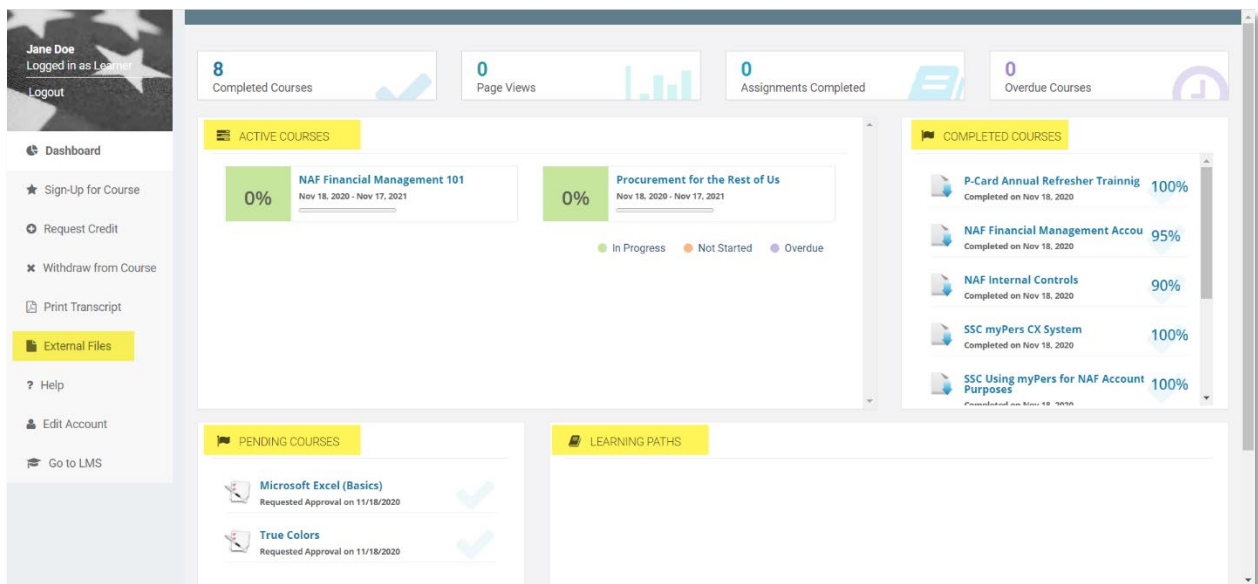 Jane Doe
Logged in as Learner
Logout
Dashboard
Sign-Up for Course
Request Credit
Withdraw from Course
Print Transcript
External Files
? Help
Edit Account
Go to LMS
8
Completed Courses
0
Page Views
0
Assignments Completed
0
Overdue Courses
ACTIVE COURSES
0%
NAF Financial Management 101
Nov 18, 2020 - Nov 17, 2021
0%
Procurement for the Rest of Us
Nov 18, 2020 - Nov 17, 2021
In Progress Not Started Overdue
COMPLETED COURSES
P-Card Annual Refresher Trainnig
Completed on Nov 18, 2020
100%
NAF Financial Management Accou
Completed on Nov 18, 2020
95%
NAF Internal Controls
Completed on Nov 18, 2020
90%
SSC myPers CX System
Completed on Nov 18, 2020
100%
SSC Using myPers for NAF Account
Purposes
Completed on Nov 18, 2020
100%
PENDING COURSES
Microsoft Excel (Basics)
Requested Approval on 11/18/2020
True Colors
Requested Approval on 11/18/2020
LEARNING PATHS